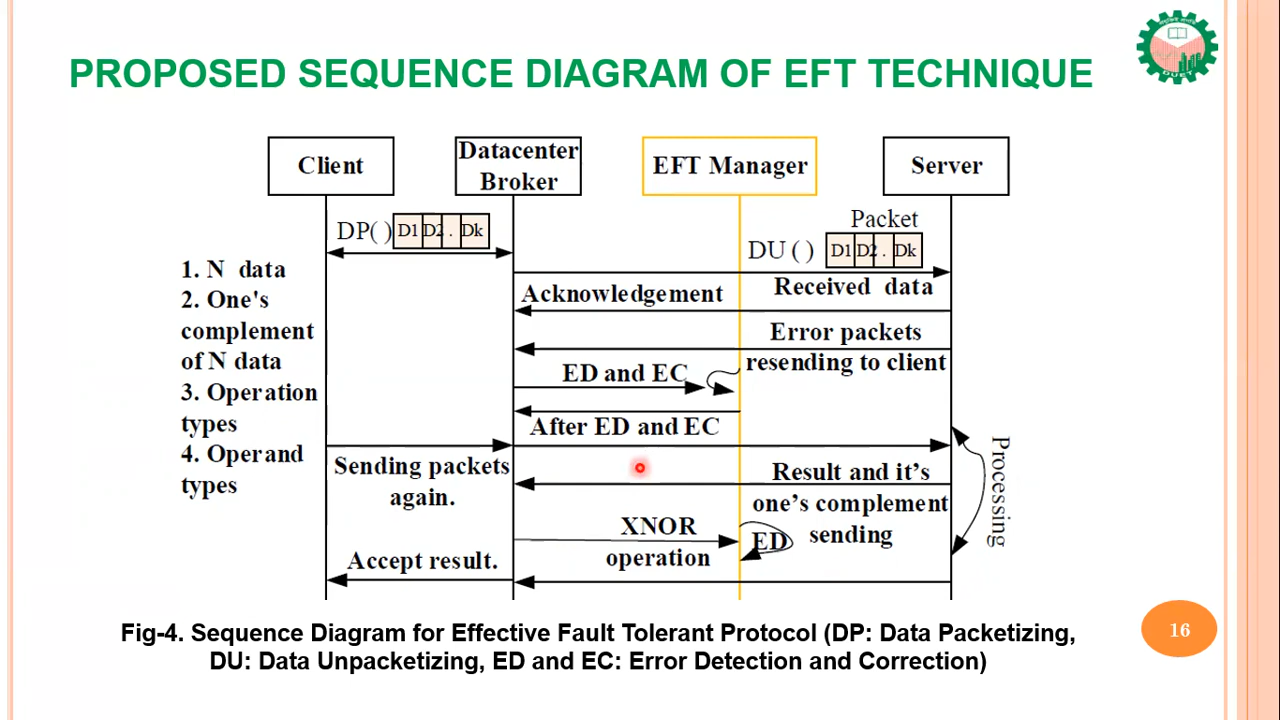 PROPOSED SEQUENCE DIAGRAM OF EFT TECHNIQUE
Client
Datacenter
Broker
EFT Manager
Server
DP( )
D1 D2 . Dk
Packet
DU ( )
D1 D2 . Dk
1. N data
2. One's
complement
of N data
3. Operation
types
4. Operand
types
Received data
Acknowledgement
Error packets
resending to client
ED and EC
After ED and EC
Sending packets
again.
Result and it's
one's complement
sending
Processing
XNOR
operation
ED
Accept result.
Fig-4. Sequence Diagram for Effective Fault Tolerant Protocol (DP: Data Packetizing,
DU: Data Unpacketizing, ED and EC: Error Detection and Correction)
16